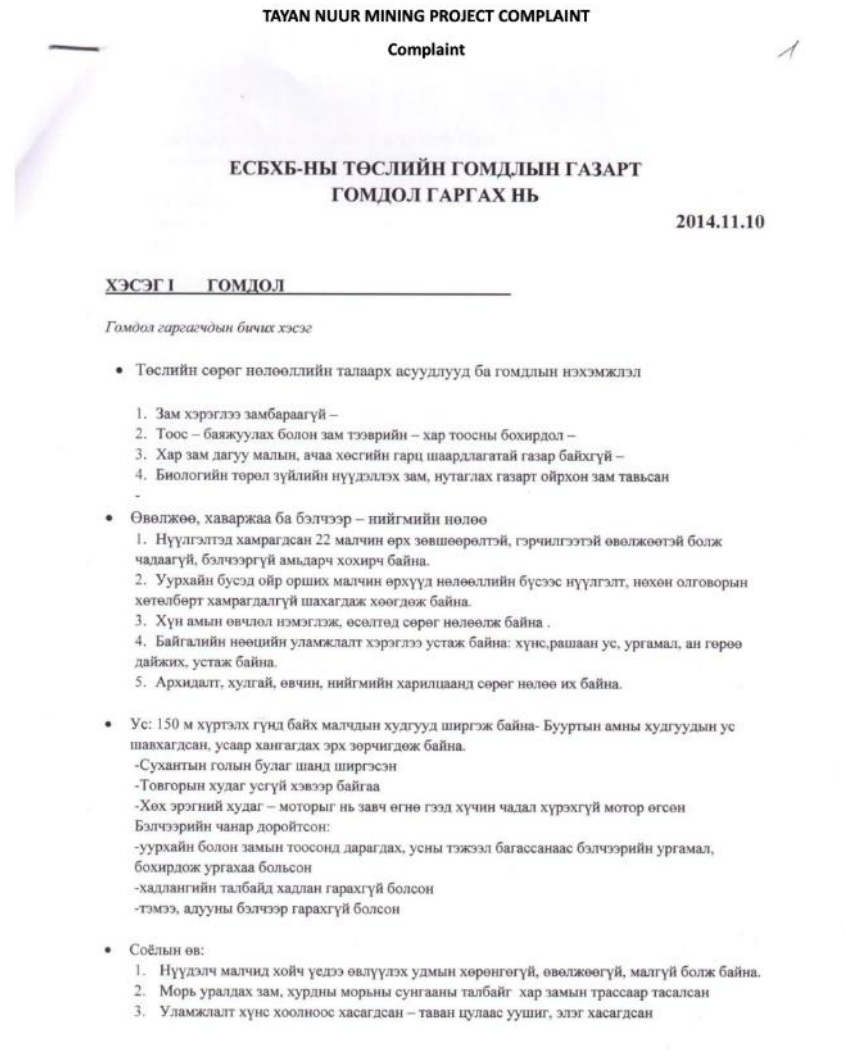 TAYAN NUUR MINING PROJECT COMPLAINT
Complaint
1
ЕСБХБ-НЫ ТӨСЛИЙН ГОМДЛЫН ГАЗАРТ
ГОМДОЛ ГАРГАХ НЬ
2014.11.10
ХЭСЭГ I ГОМДОЛ
Гомдол гаргагчдын бичих хэсэг
• Төслийн сөрөг нөлөөллийн талаарх асуудлууд ба гомдлын нэхэмжлэл
1. Зам хэрэглээ замбараагүй –
2. Тоос – баяжуулах болон зам тээврийн – хар тоосны бохирдол –
3. Хар зам дагуу малын, ачаа хөсгийн гарц шаардлагатай газар байхгүй –
4. Биологийн төрөл зүйлийн нүүдэллэх зам, нутаглах газарт ойрхон зам тавьсан
-
• Өвөлжөө, хаваржаа ба бэлчээр – нийгмийн нөлөө
1. Нүүлгэлтэд хамрагдсан 22 малчин өрх зөвшөөрөлтэй, гэрчилгээтэй өвөлжөөтэй болж
чадаагүй, бэлчээргүй амьдарч хохирч байна.
2. Уурхайн бүсэд ойр орших малчин өрхүүд нөлөөллийн бүсээс нүүлгэлт, нөхөн олговорын
хөтөлбөрт хамрагдалгүй шахагдаж хөөгдөж байна.
3. Хүн амын өвчлөл нэмэглэж, өсөлтөд сөрөг нөлөөлж байна .
4. Байгалийн нөөцийн уламжлалт хэрэглээ устаж байна: хүнс,рашаан ус, ургамал, ан гөрөө
дайжих, устаж байна.
5. Архидалт, хулгай, өвчин, нийгмийн харилцаанд сөрөг нөлөө их байна.
• Ус: 150 м хүртэлх гүнд байх малчдын худгууд ширгэж байна- Бууртын амны худгуудын ус
шавхагдсан, усаар хангагдах эрх зөрчигдөж байна.
-Сухантын голын булаг шанд ширгэсэн
-Товгорын худаг усгүй хэвээр байгаа
-Хөх эрэгний худаг – моторыг нь завч өгнө гээд хүчин чадал хүрэхгүй мотор өгсөн
Бэлчээрийн чанар доройтсон:
-уурхайн болон замын тоосонд дарагдах, усны тэжээл багассанаас бэлчээрийн ургамал,
бохирдож ургахаа больсон
-хадлангийн талбайд хадлан гарахгүй болсон
-тэмээ, адууны бэлчээр гарахгүй болсон
• Соёлын өв:
1. Нүүдэлч малчид хойч үедээ өвлүүлэх удмын хөрөнгөгүй, өвөлжөөгүй, малгүй болж байна.
2. Морь уралдах зам, хурдны морьны сунгааны талбайг хар замын трассаар тасалсан
3. Уламжлалт хүнс хоолноос хасагдсан – таван цулаас уушиг, элэг хасагдсан